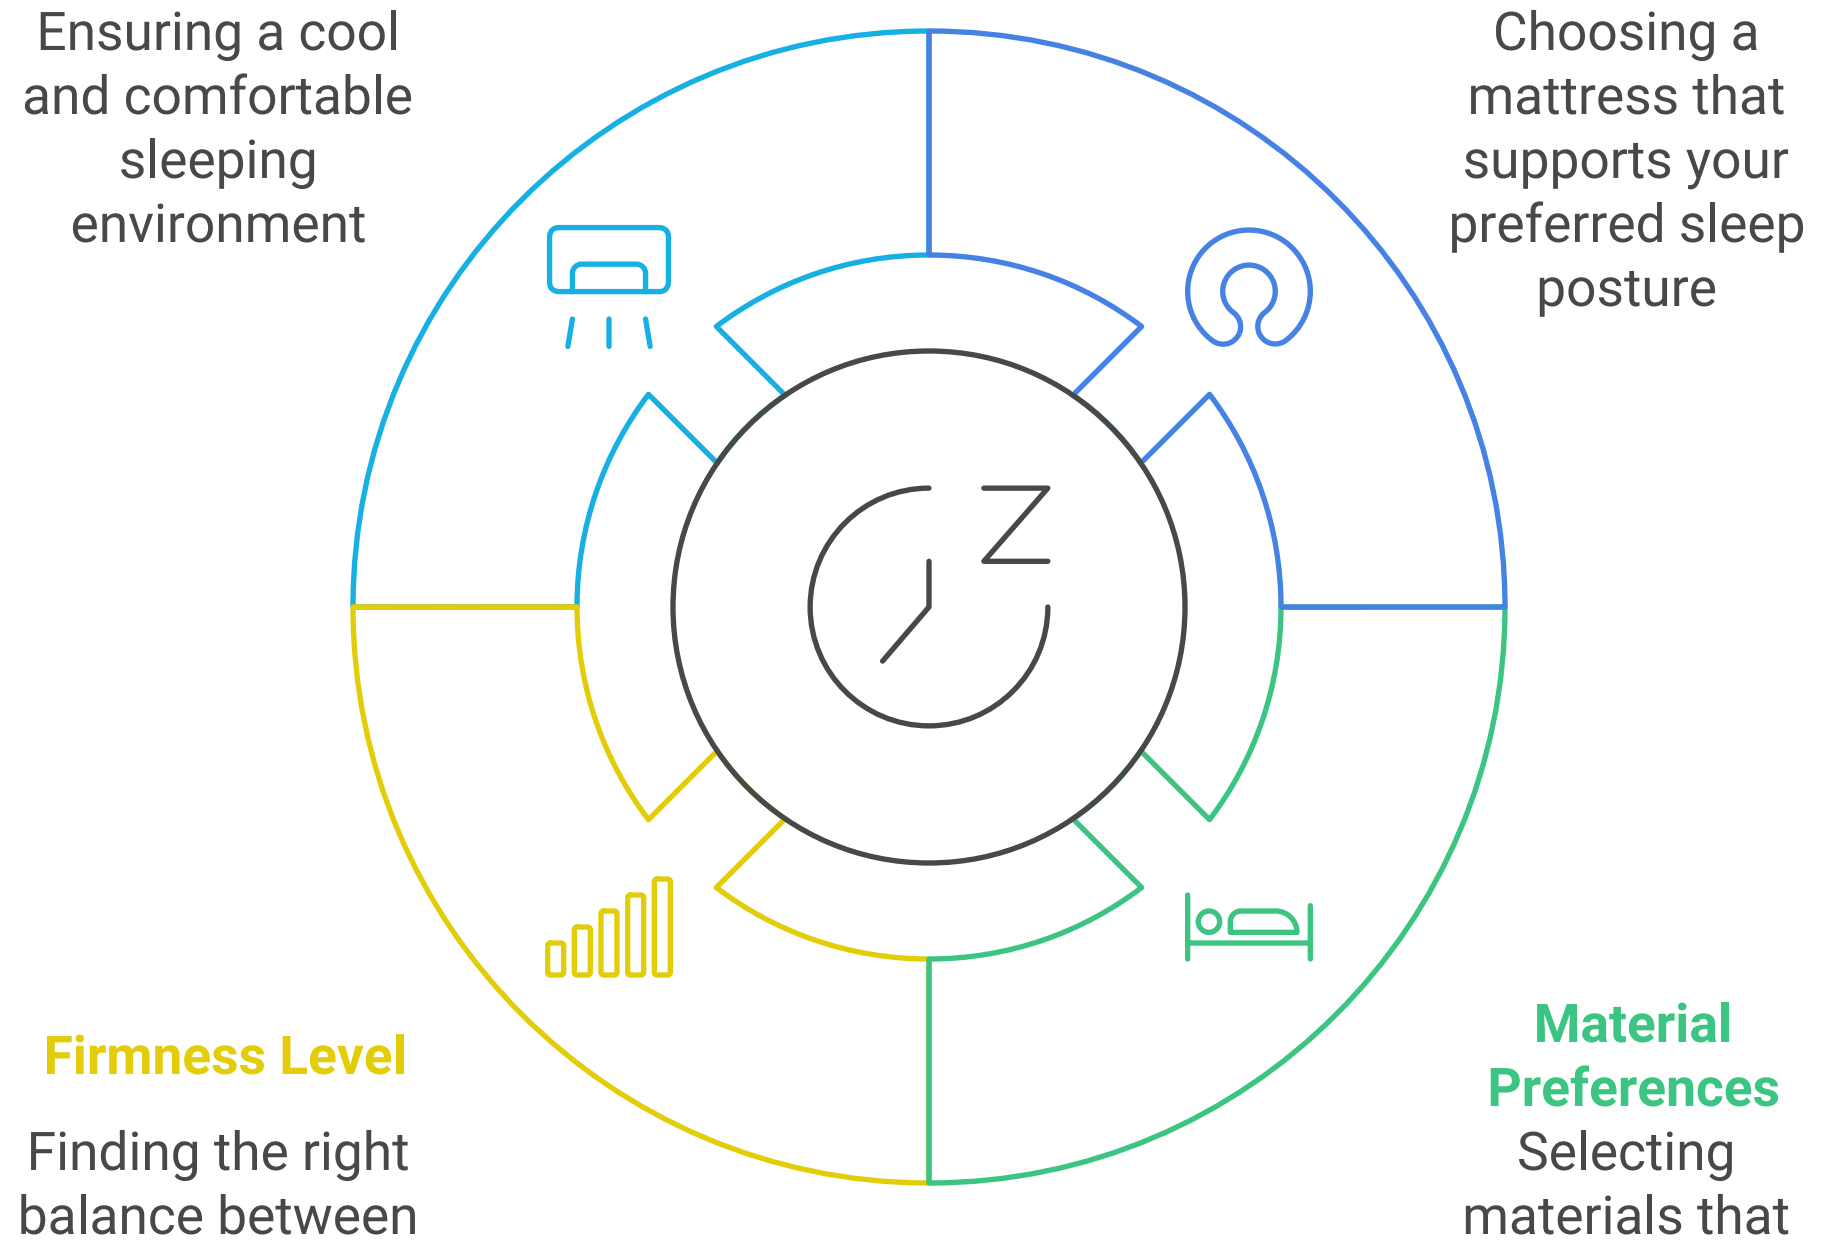 Ensuring a cool
and comfortable
sleeping
environment
Choosing a
mattress that
supports your
preferred sleep
posture
Firmness Level
Finding the right
balance between
Material
Preferences
Selecting
materials that